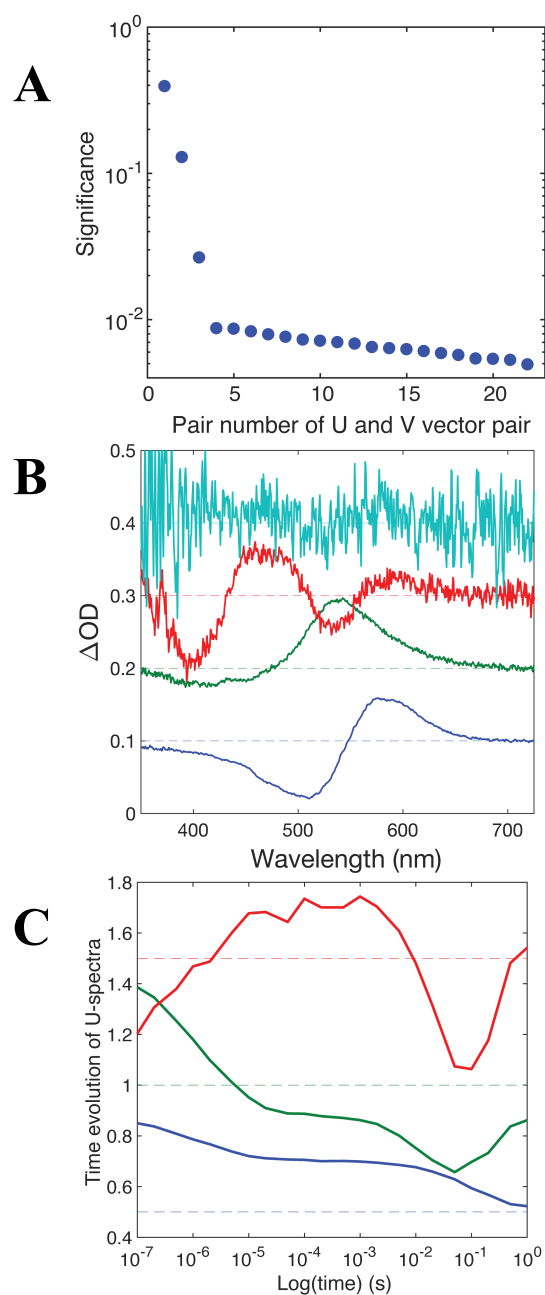 A
10^0
10^-1
10^-2
Significance
0 5 10 15 20
Pair number of U and V vector pair
B
0.5
0.4
0.3
0.2
0.1
0
ΔOD
400 500 600 700
Wavelength (nm)
C
1.8
1.6
1.4
1.2
1
0.8
0.6
0.4
Time evolution of U-spectra
10^-7 10^-6 10^-5 10^-4 10^-3 10^-2 10^-1 10^0
Log(time) (s)